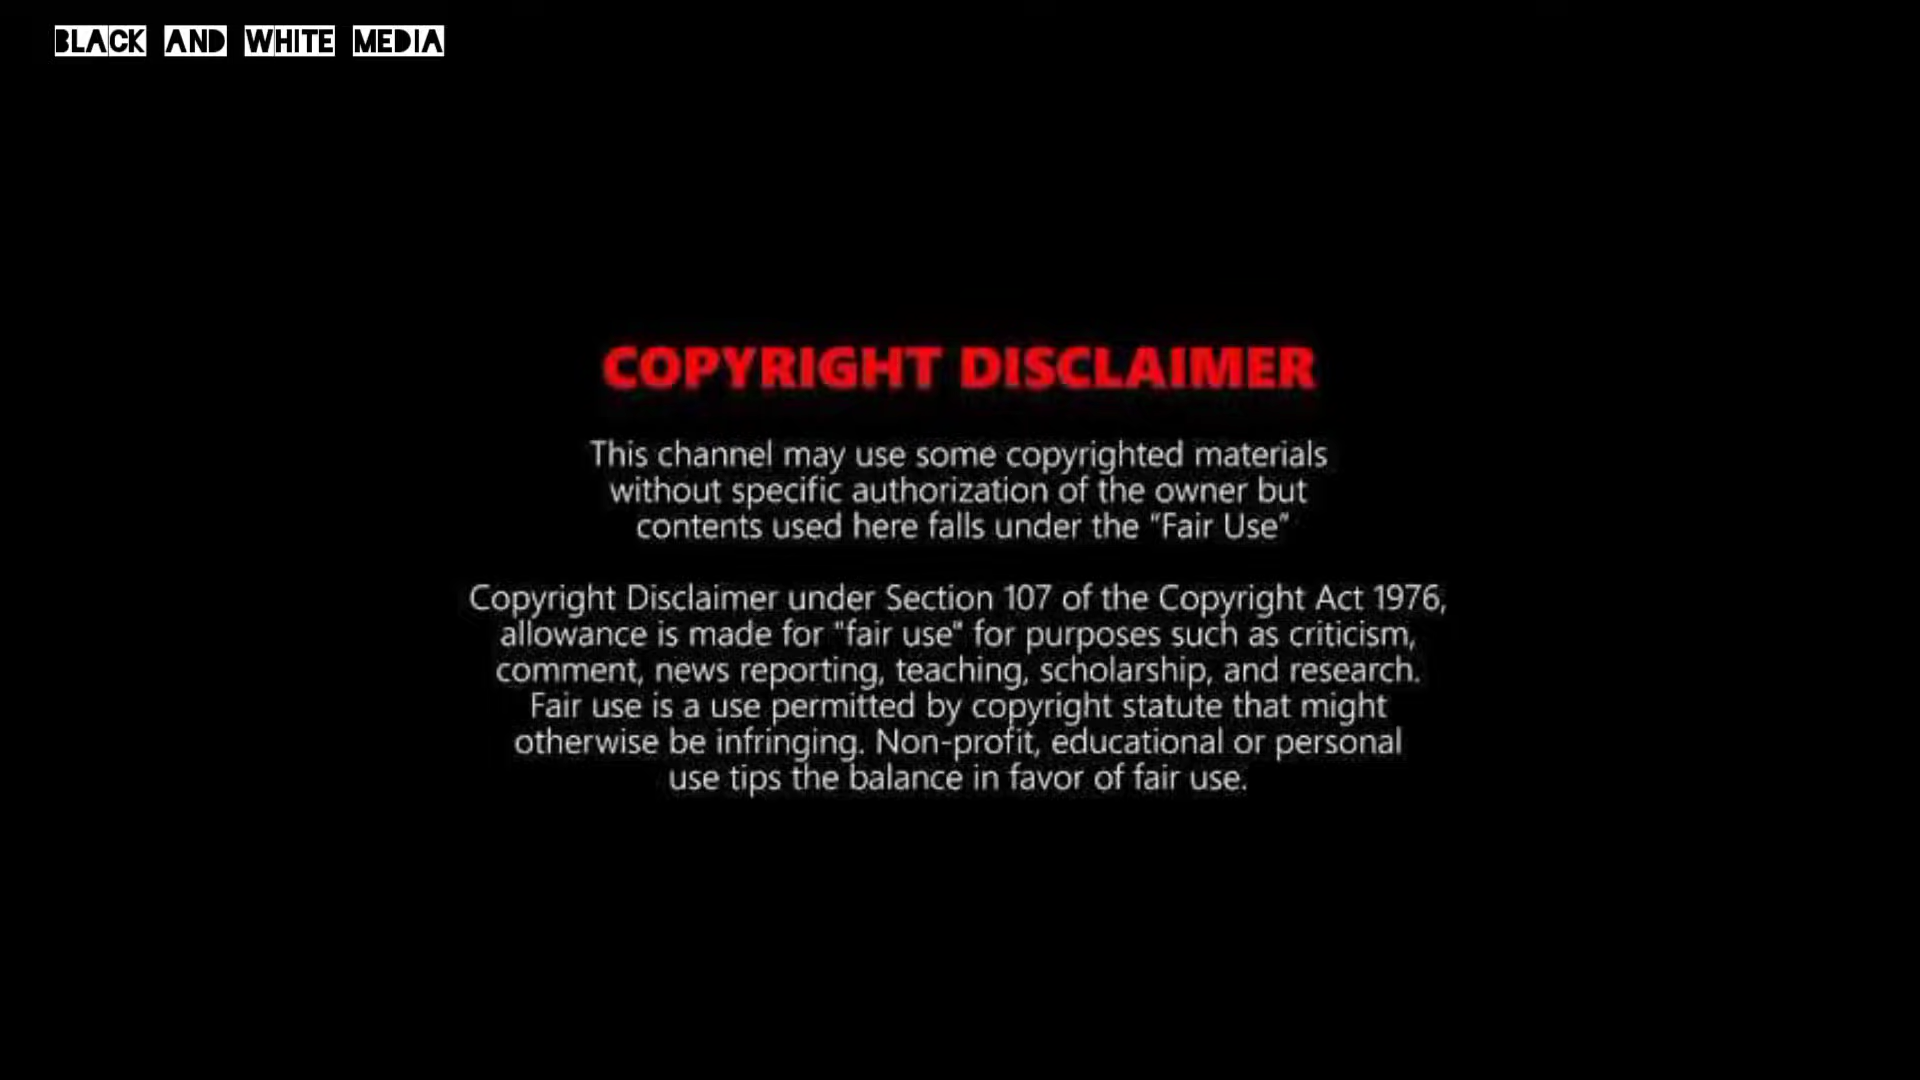 BLACK AND WHITE MEDIA
COPYRIGHT DISCLAIMER
This channel may use some copyrighted materials
without specific authorization of the owner but
contents used here falls under the "Fair Use"
Copyright Disclaimer under Section 107 of the Copyright Act 1976,
allowance is made for "fair use" for purposes such as criticism,
comment, news reporting, teaching, scholarship, and research.
Fair use is a use permitted by copyright statute that might
otherwise be infringing. Non-profit, educational or personal
use tips the balance in favor of fair use.